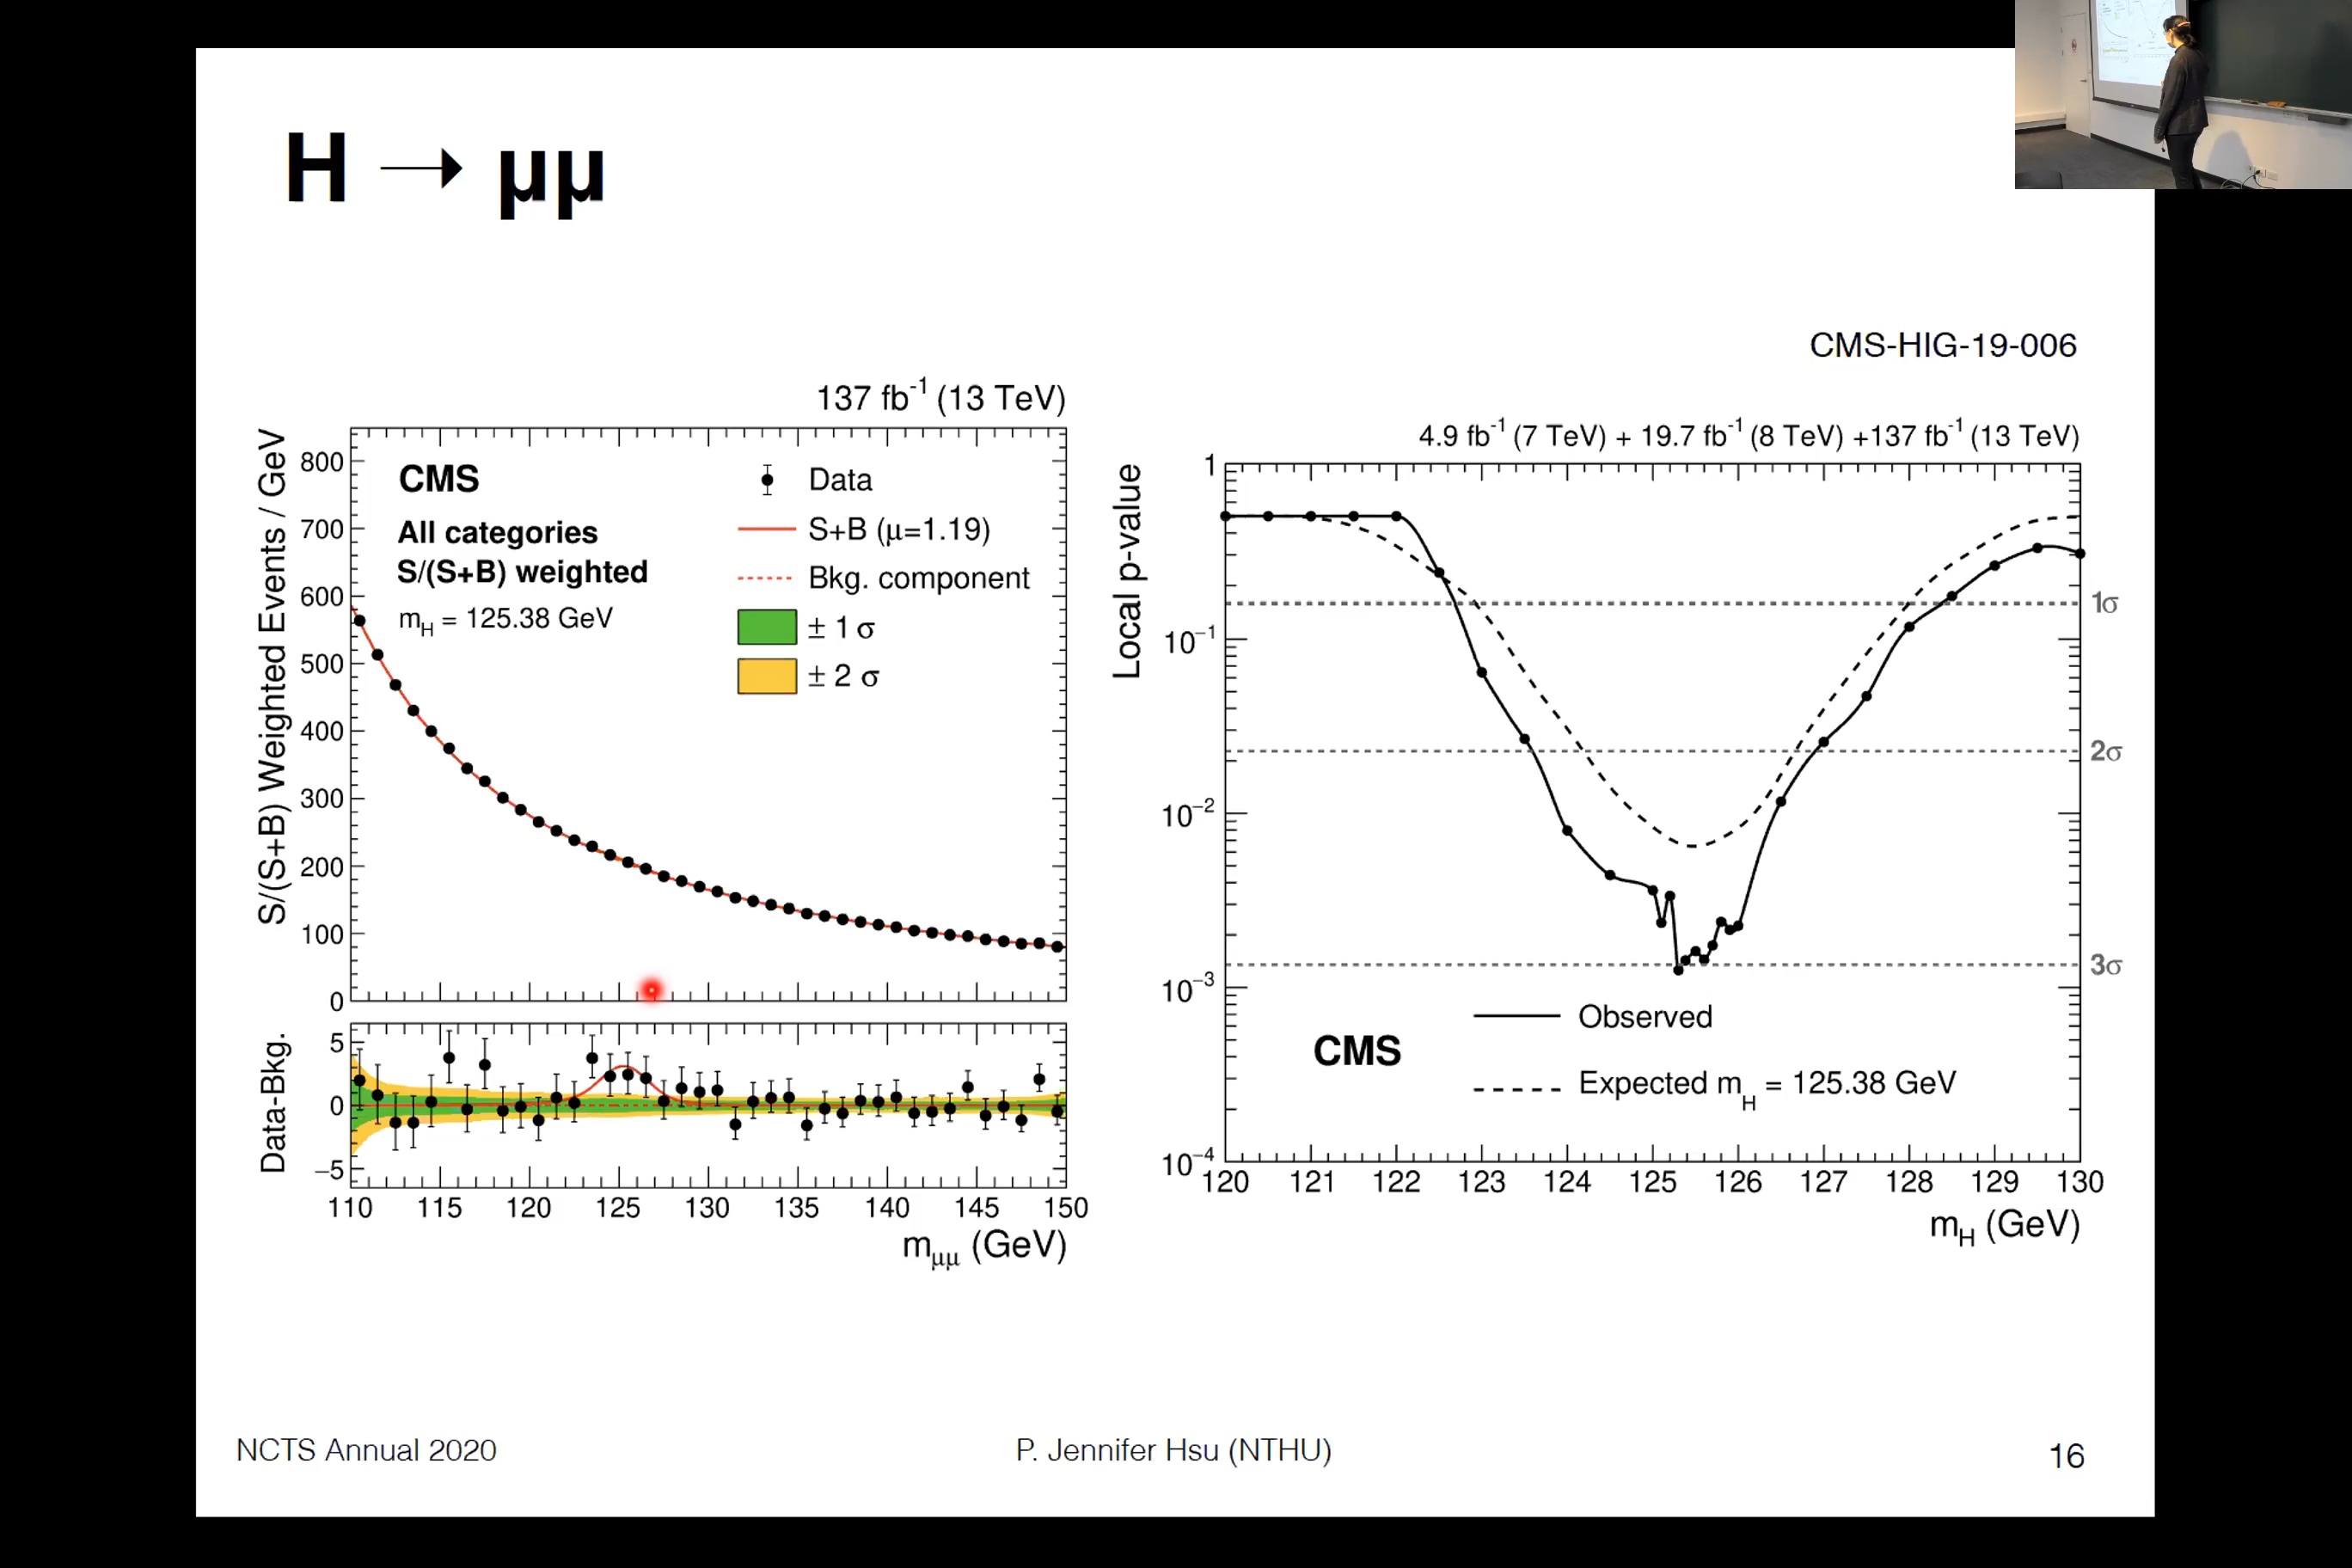 H → μμ
CMS-HIG-19-006
137 fb⁻¹ (13 TeV)
S/(S+B) Weighted Events / GeV
800
700
600
500
400
300
200
100
0
CMS
All categories
S/(S+B) weighted
m_H = 125.38 GeV
Data
S+B (μ=1.19)
Bkg. component
± 1 σ
± 2 σ
Data-Bkg.
5
0
−5
110 115 120 125 130 135 140 145 150
m_μμ (GeV)
4.9 fb⁻¹ (7 TeV) + 19.7 fb⁻¹ (8 TeV) +137 fb⁻¹ (13 TeV)
Local p-value
1
10⁻¹
10⁻²
10⁻³
10⁻⁴
1σ
2σ
3σ
CMS
Observed
Expected m_H = 125.38 GeV
120 121 122 123 124 125 126 127 128 129 130
m_H (GeV)
NCTS Annual 2020
P. Jennifer Hsu (NTHU)
16